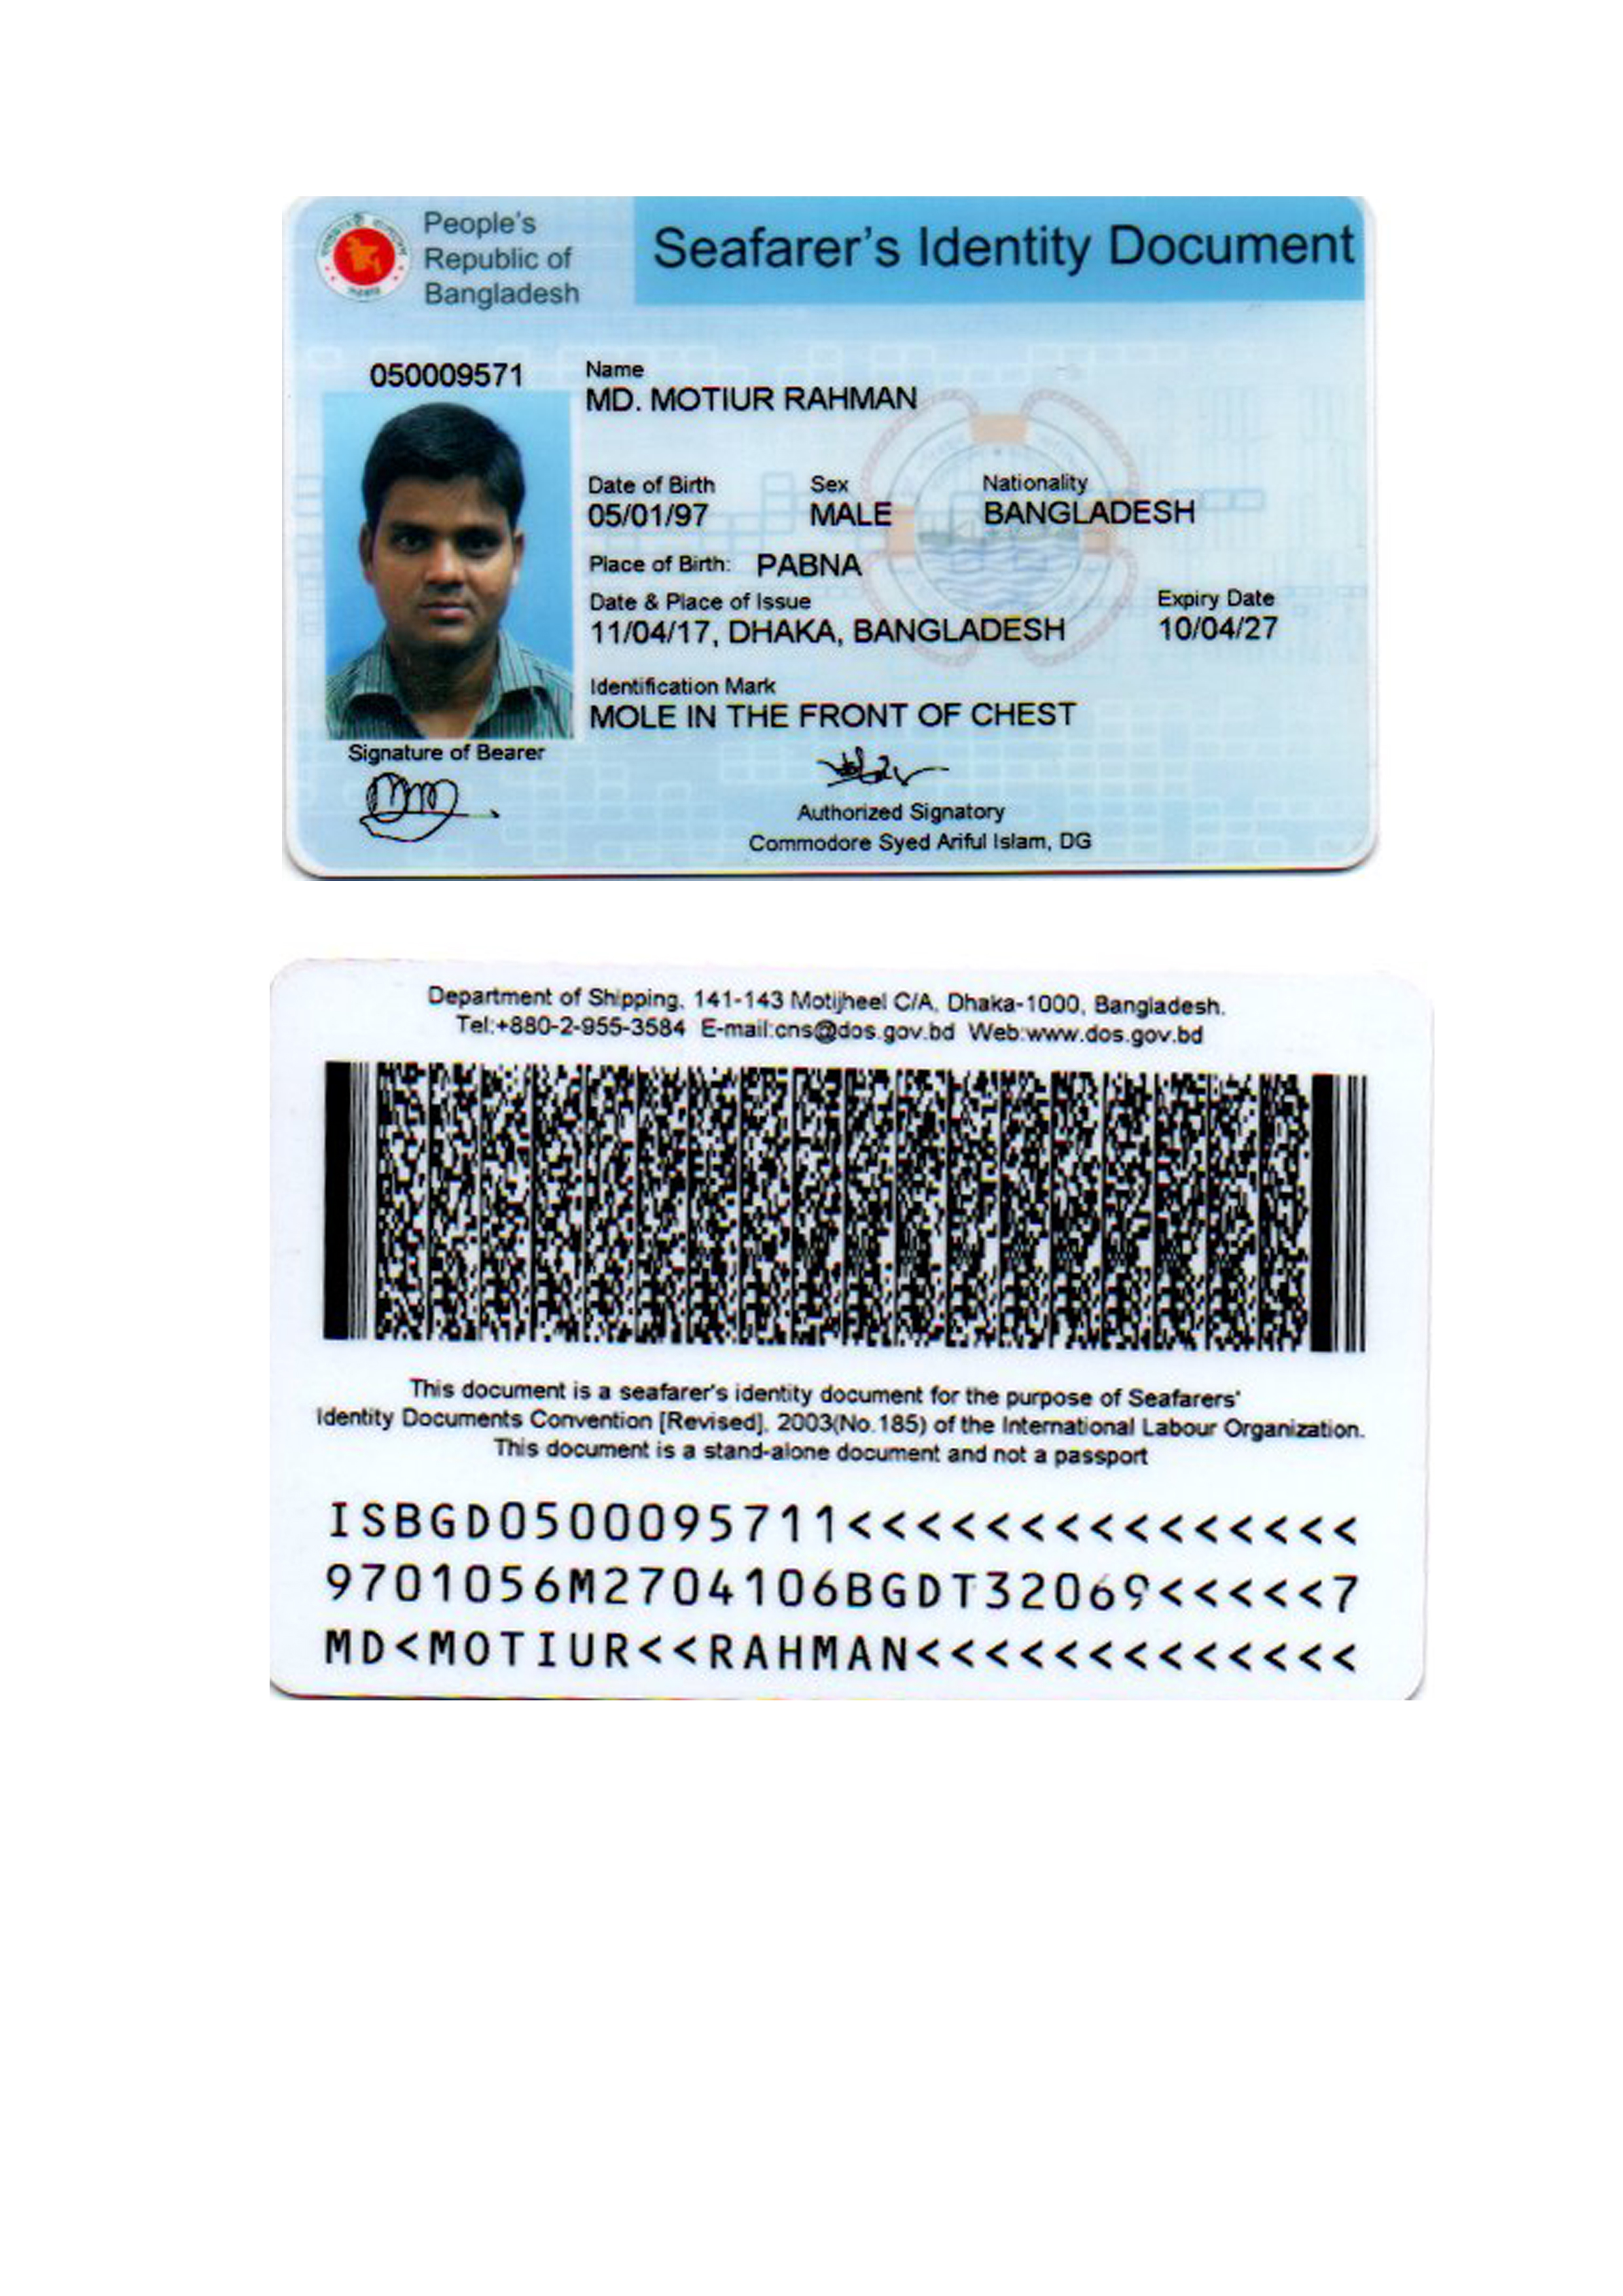 People's
Republic of
Bangladesh
Seafarer's Identity Document
050009571
Name
MD. MOTIUR RAHMAN
Date of Birth Sex Nationality
05/01/97 MALE BANGLADESH
Place of Birth: PABNA
Date & Place of Issue Expiry Date
11/04/17, DHAKA, BANGLADESH 10/04/27
Identification Mark
MOLE IN THE FRONT OF CHEST
Signature of Bearer
Authorized Signatory
Commodore Syed Ariful Islam, DG
Department of Shipping, 141-143 Motijheel C/A, Dhaka-1000, Bangladesh.
Tel:+880-2-955-3584 E-mail:cns@dos.gov.bd Web:www.dos.gov.bd
This document is a seafarer's identity document for the purpose of Seafarers'
Identity Documents Convention [Revised], 2003(No.185) of the International Labour Organization.
This document is a stand-alone document and not a passport
ISBGD0500095711<<<<<<<<<<<<<<<
9701056M2704106BGDT32069<<<<<7
MD<MOTIUR<<RAHMAN<<<<<<<<<<<<<